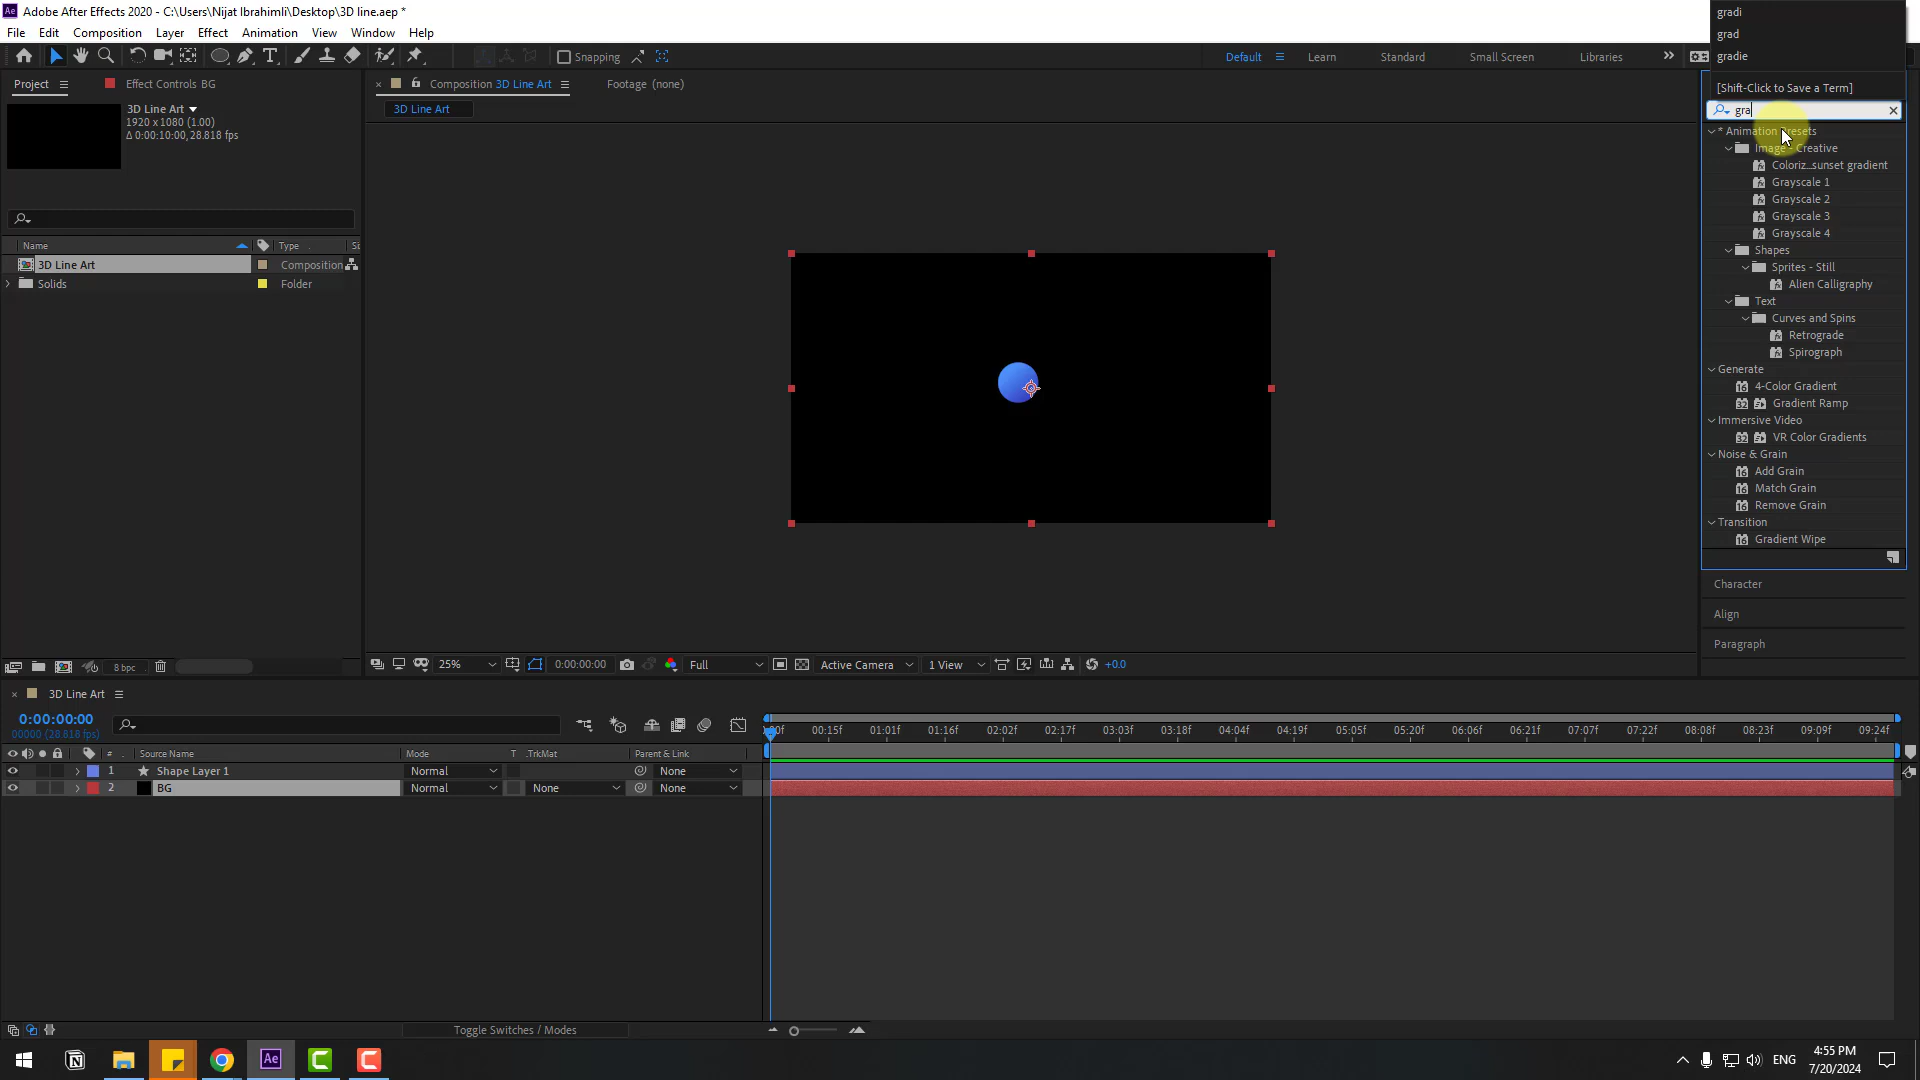 Adobe After Effects 2020 - C:\Users\Nijat Ibrahimli\Desktop\3D line.aep *
File Edit Composition Layer Effect Animation View Window Help
Snapping Default Learn Standard Small Screen Libraries
gradi
grad
gradie
[Shift-Click to Save a Term]
gra
Project Effect Controls BG
3D Line Art
1920 x 1080 (1.00)
Δ 0:00:10:00, 28.818 fps
Name Type
3D Line Art Composition
Solids Folder
8 bpc
Composition 3D Line Art Footage (none)
3D Line Art
25% 0:00:00:00 Full Active Camera 1 View +0.0
* Animation Presets
Image - Creative
Coloriz...sunset gradient
Grayscale 1
Grayscale 2
Grayscale 3
Grayscale 4
Shapes
Sprites - Still
Alien Calligraphy
Text
Curves and Spins
Retrograde
Spirograph
Generate
16 4-Color Gradient
32 Gradient Ramp
Immersive Video
32 VR Color Gradients
Noise & Grain
16 Add Grain
16 Match Grain
16 Remove Grain
Transition
16 Gradient Wipe
Character
Align
Paragraph
3D Line Art
0:00:00:00
00000 (28.818 fps)
:00f 00:15f 01:01f 01:16f 02:02f 02:17f 03:03f 03:18f 04:04f 04:19f 05:05f 05:20f 06:06f 06:21f 07:07f 07:22f 08:08f 08:23f 09:09f 09:24f
# Source Name Mode T .TrkMat Parent & Link
1 Shape Layer 1 Normal None
2 BG Normal None None
Toggle Switches / Modes
ENG 4:55 PM
7/20/2024